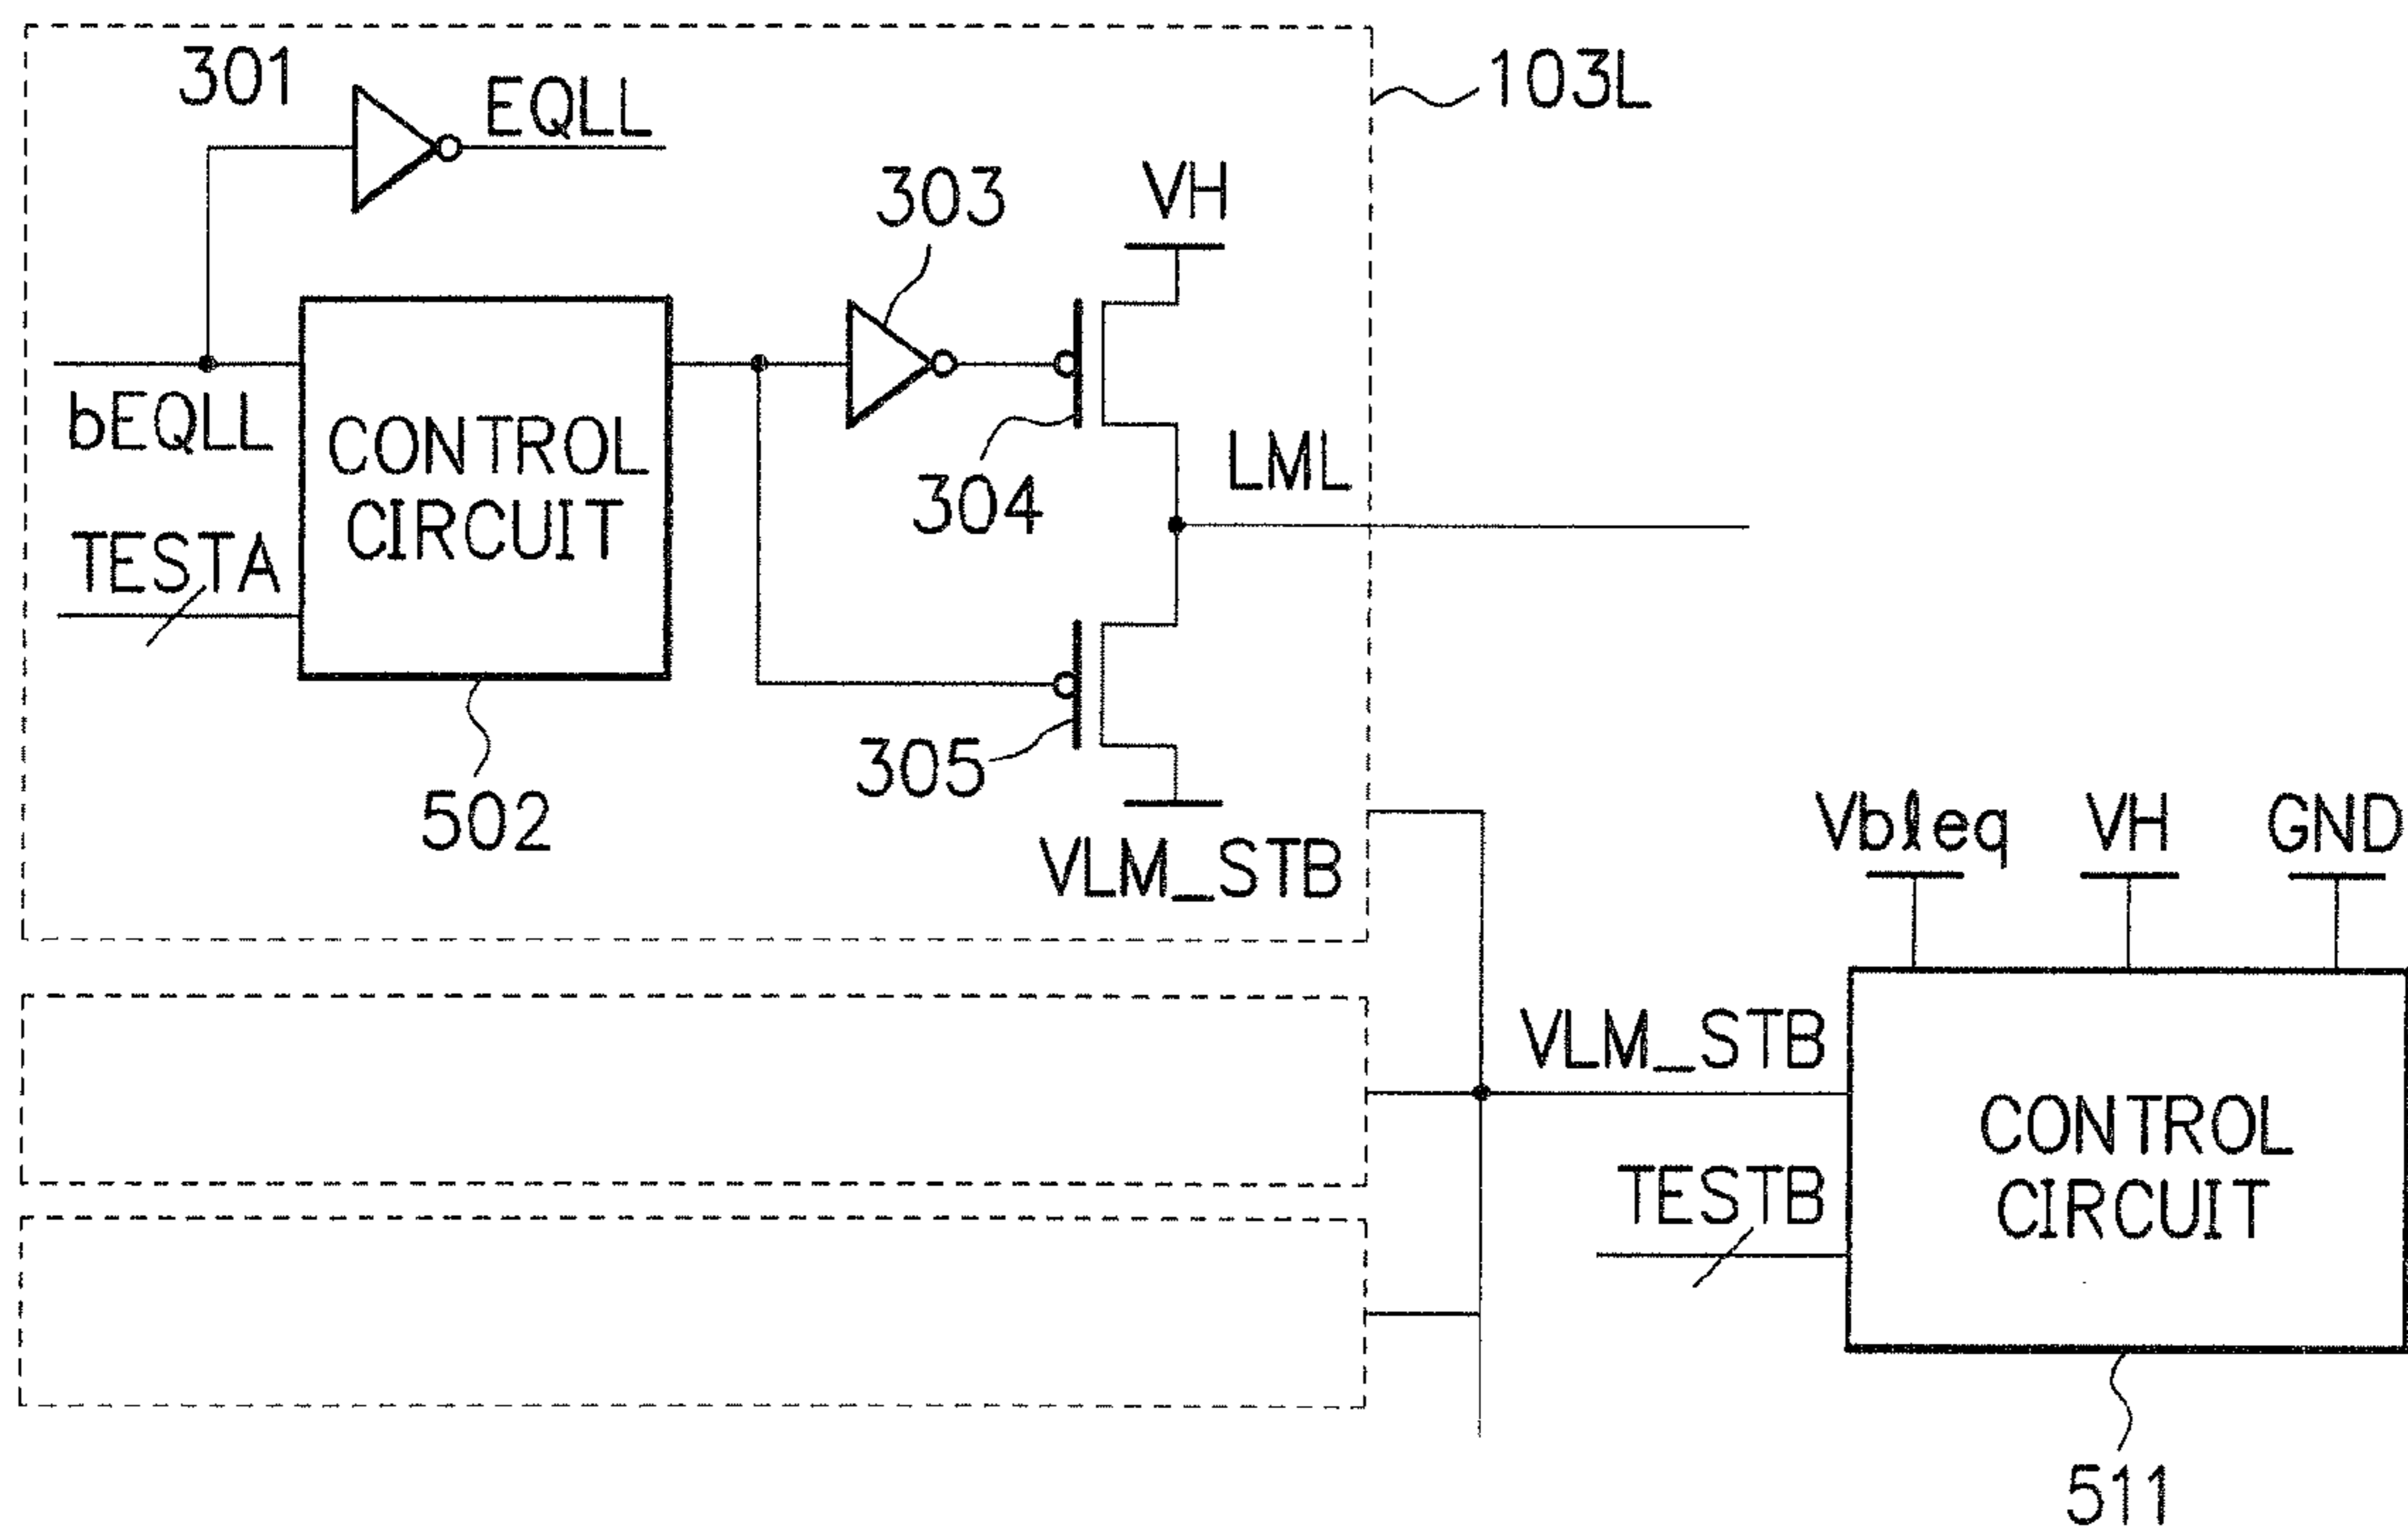 301
EQLL
103L
303
VH
bEQLL
CONTROL
CIRCUIT
304
LML
TESTA
305
502
VLM_STB
Vbleq
VH
GND
VLM_STB
TESTB
CONTROL
CIRCUIT
511